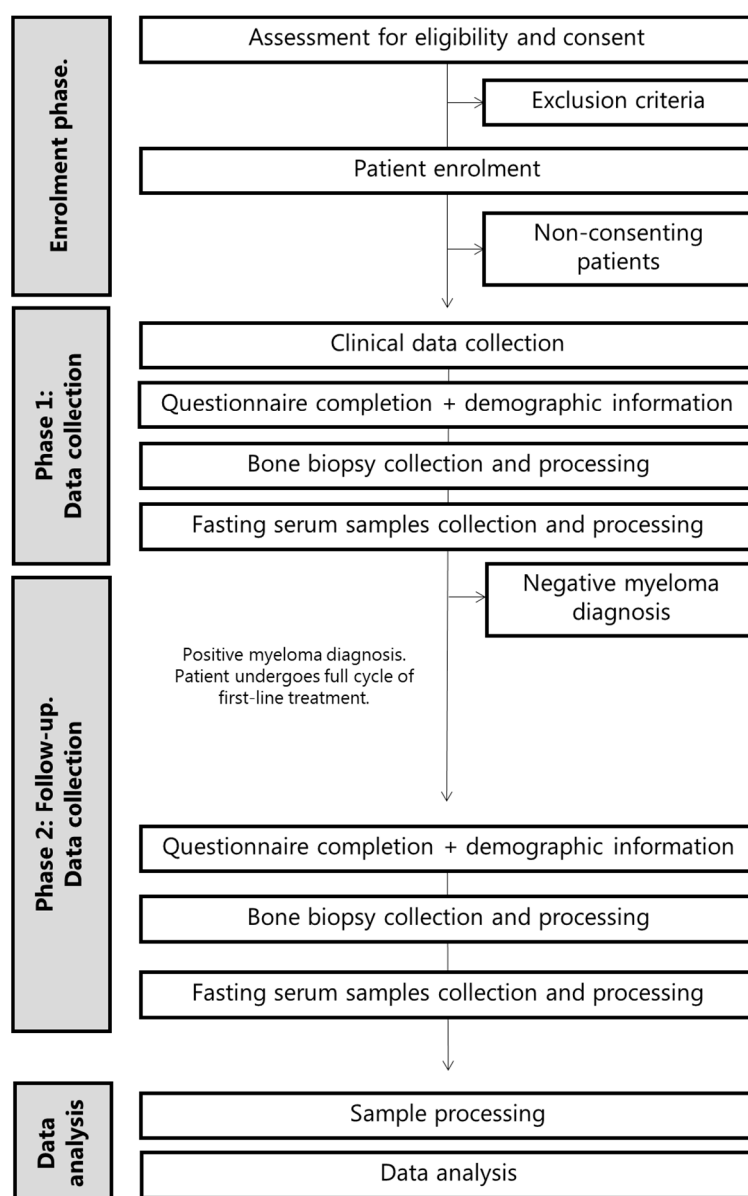 Enrolment phase.
Assessment for eligibility and consent
Exclusion criteria
Patient enrolment
Non-consenting
patients
Phase 1:
Data collection
Clinical data collection
Questionnaire completion + demographic information
Bone biopsy collection and processing
Fasting serum samples collection and processing
Phase 2: Follow-up.
Data collection
Negative myeloma
diagnosis
Positive myeloma diagnosis.
Patient undergoes full cycle of
first-line treatment.
Questionnaire completion + demographic information
Bone biopsy collection and processing
Fasting serum samples collection and processing
Data
analysis
Sample processing
Data analysis